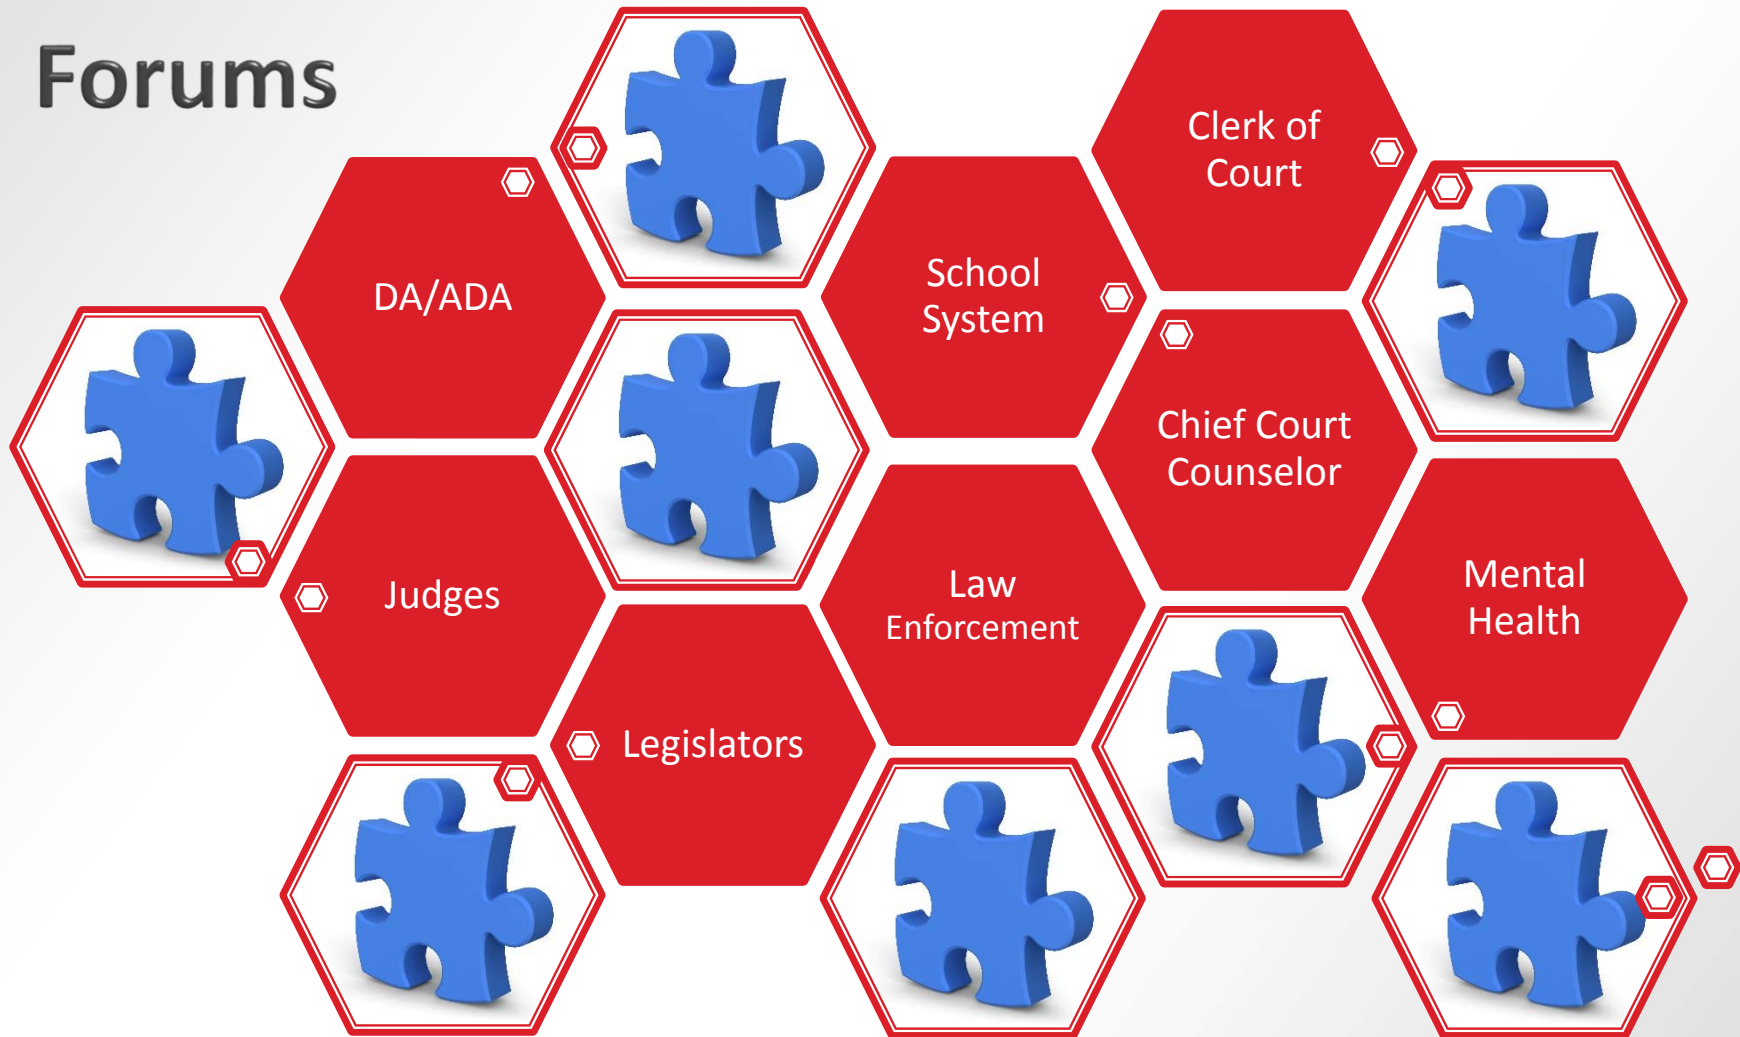 Forums
Clerk of
Court
DA/ADA
School
System
Chief Court
Counselor
Judges
Law
Enforcement
Mental
Health
Legislators